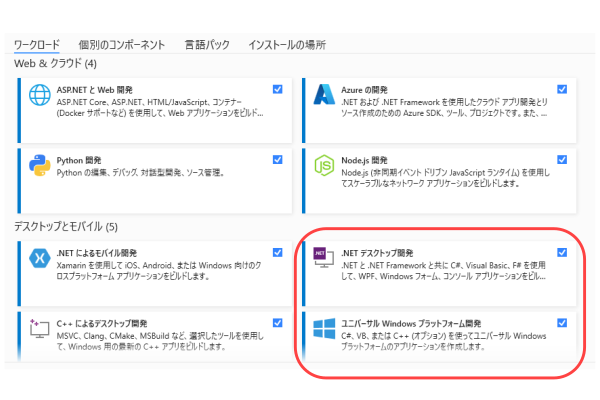 ワークロード 個別のコンポーネント 言語パック インストールの場所
Web & クラウド (4)
ASP.NET と Web 開発
ASP.NET Core、ASP.NET、HTML/JavaScript、コンテナー
(Docker サポートなど) を使用して、Web アプリケーションをビルド...
Azure の開発
.NET および .NET Framework を使用したクラウド アプリ開発とリ
ソース作成のための Azure SDK、ツール、プロジェクトです。また、...
Python 開発
Python の編集、デバッグ、対話型開発、ソース管理。
Node.js 開発
Node.js (非同期イベント ドリブン JavaScript ランタイム) を使用し
てスケーラブルなネットワーク アプリケーションをビルドします。
デスクトップとモバイル (5)
.NET によるモバイル開発
Xamarin を使用して iOS、Android、または Windows 向けのク
ロスプラットフォーム アプリケーションをビルドします。
.NET デスクトップ開発
.NET と .NET Framework と共に C#、Visual Basic、F# を使用
して、WPF、Windows フォーム、コンソール アプリケーションをビル...
C++ によるデスクトップ開発
MSVC、Clang、CMake、MSBuild など、選択したツールを使用し
て、Windows 用の最新の C++ アプリをビルドします。
ユニバーサル Windows プラットフォーム開発
C#、VB、または C++ (オプション) を使ってユニバーサル Windows
プラットフォームのアプリケーションを作成します。